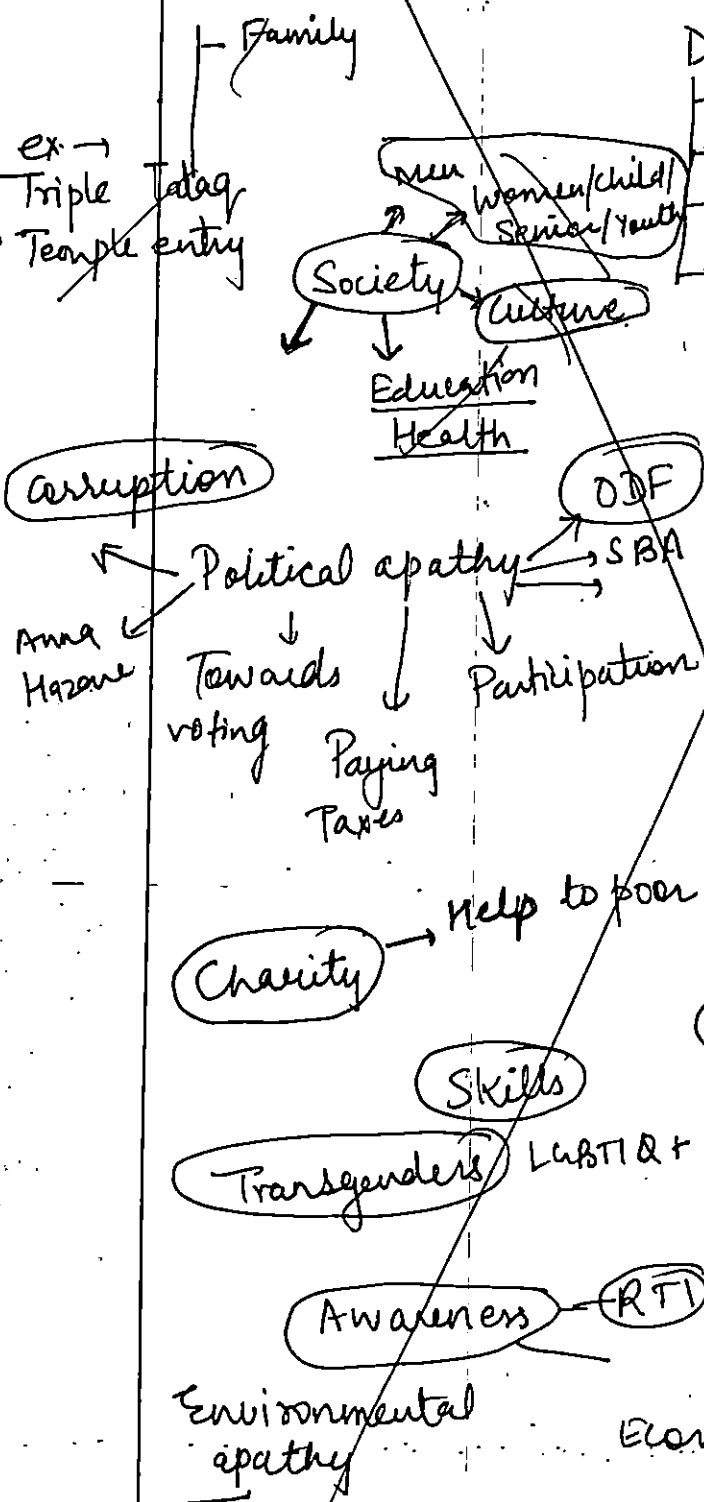 Family
ex. →
Triple Talaq
Temple entry
men
Women/Child/
Senior/Youth
Society
Culture
Education
Health
Corruption
ODF
Political apathy
SBA
Anna
Hazare
Towards
voting
Participation
Paying
Taxes
Help to poor
Charity
Skills
Transgenders
LGBTIQ+
Awareness
RTI
Environmental
apathy